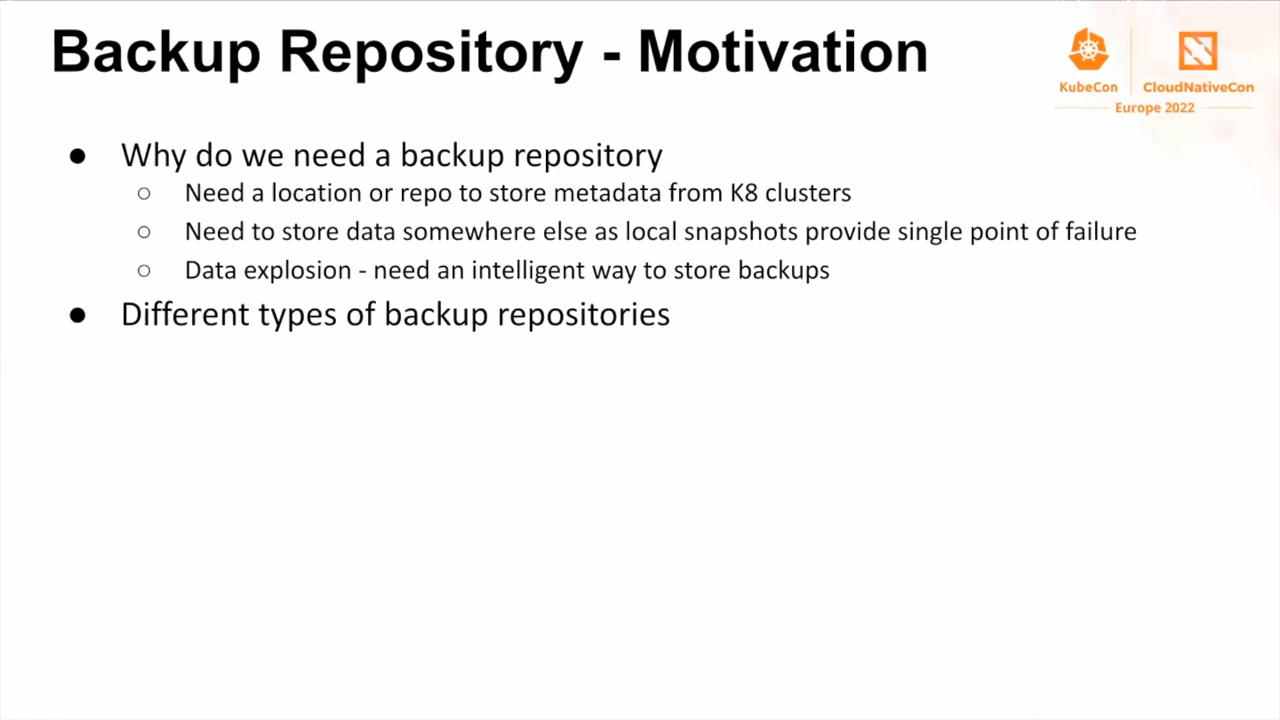 Backup Repository - Motivation
KubeCon
CloudNativeCon
Europe 2022
● Why do we need a backup repository
○ Need a location or repo to store metadata from K8 clusters
○ Need to store data somewhere else as local snapshots provide single point of failure
○ Data explosion - need an intelligent way to store backups
● Different types of backup repositories